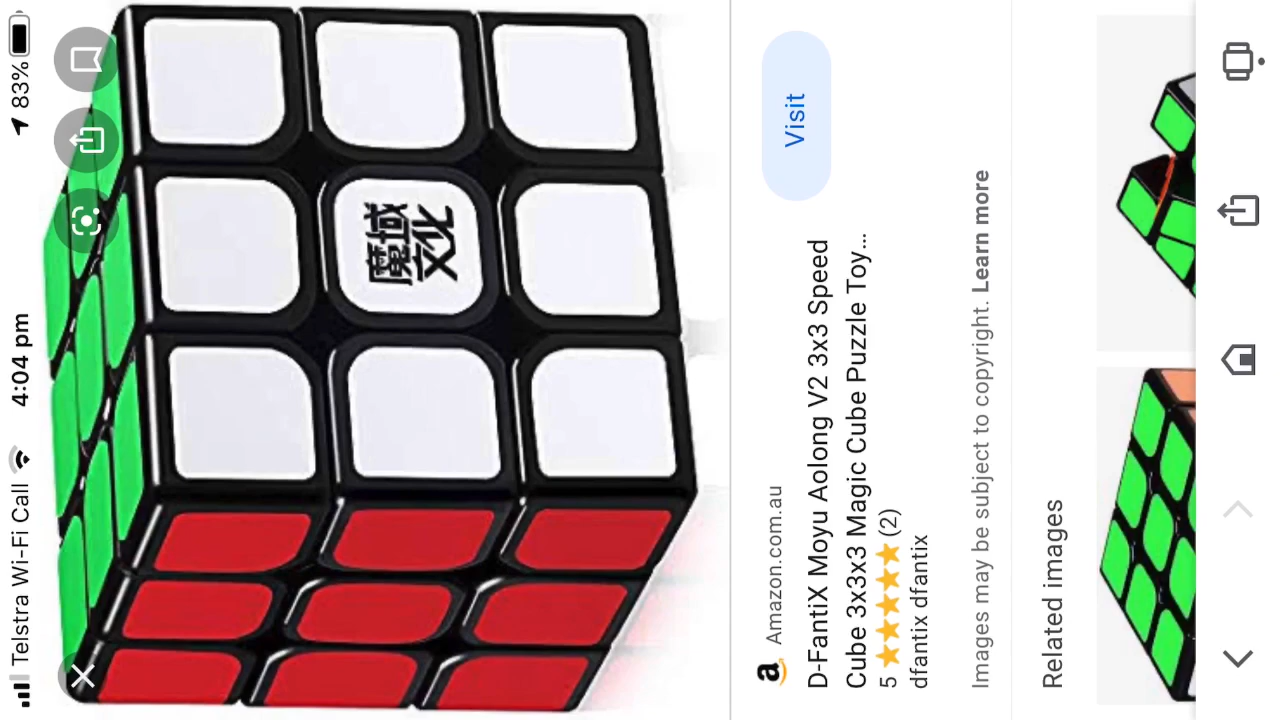 Telstra Wi-Fi Call 4:04 pm 83%
魔域
文化
a Amazon.com.au
D-FantiX Moyu Aolong V2 3x3 Speed
Cube 3x3x3 Magic Cube Puzzle Toy...
5 ★★★★★ (2)
dfantix dfantix
Visit
Images may be subject to copyright. Learn more
Related images